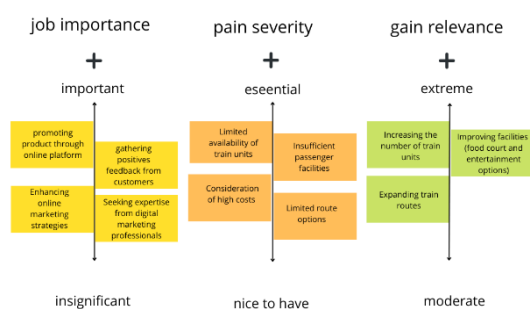 job importance
+
important
promoting
product through
online platform
gathering
positives
feedback from
customers
Enhancing
online
marketing
strategies
Seeking expertise
from digital
marketing
professionals
insignificant
pain severity
+
eseential
Limited
availability of
train units
Insufficient
passenger
facilities
Consideration
of high costs
Limited route
options
nice to have
gain relevance
+
extreme
Increasing the
number of train
units
Improving facilities
(food court and
entertainment
options)
Expanding train
routes
moderate